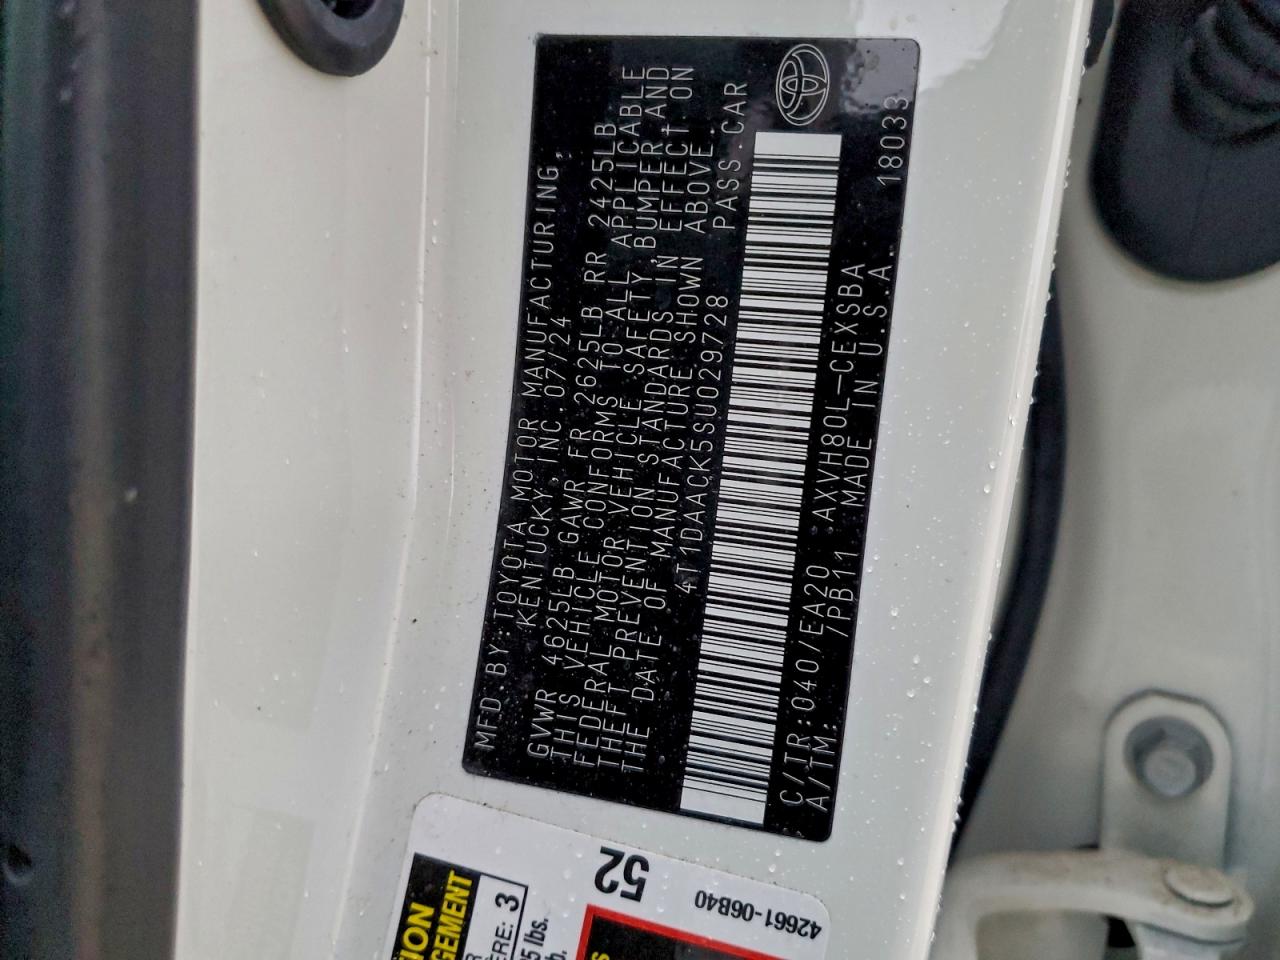 MFD.BY:TOYOTA MOTOR MANUFACTURING,
KENTUCKY, INC 07/24
GVWR 4625LB GAWR FR 2625LB RR 2425LB
THIS VEHICLE CONFORMS TO ALL APPLICABLE
FEDERAL MOTOR VEHICLE SAFETY, BUMPER, AND
THEFT PREVENTION STANDARDS IN EFFECT ON
THE DATE OF MANUFACTURE SHOWN ABOVE.
4T1DAACK5SU029728 PASS.CAR
C/TR:040/EA20 AXVH80L-CEXSBA
A/TM: /PB11 MADE IN U.S.A. 18033
52
42661-06B40
3
lbs.